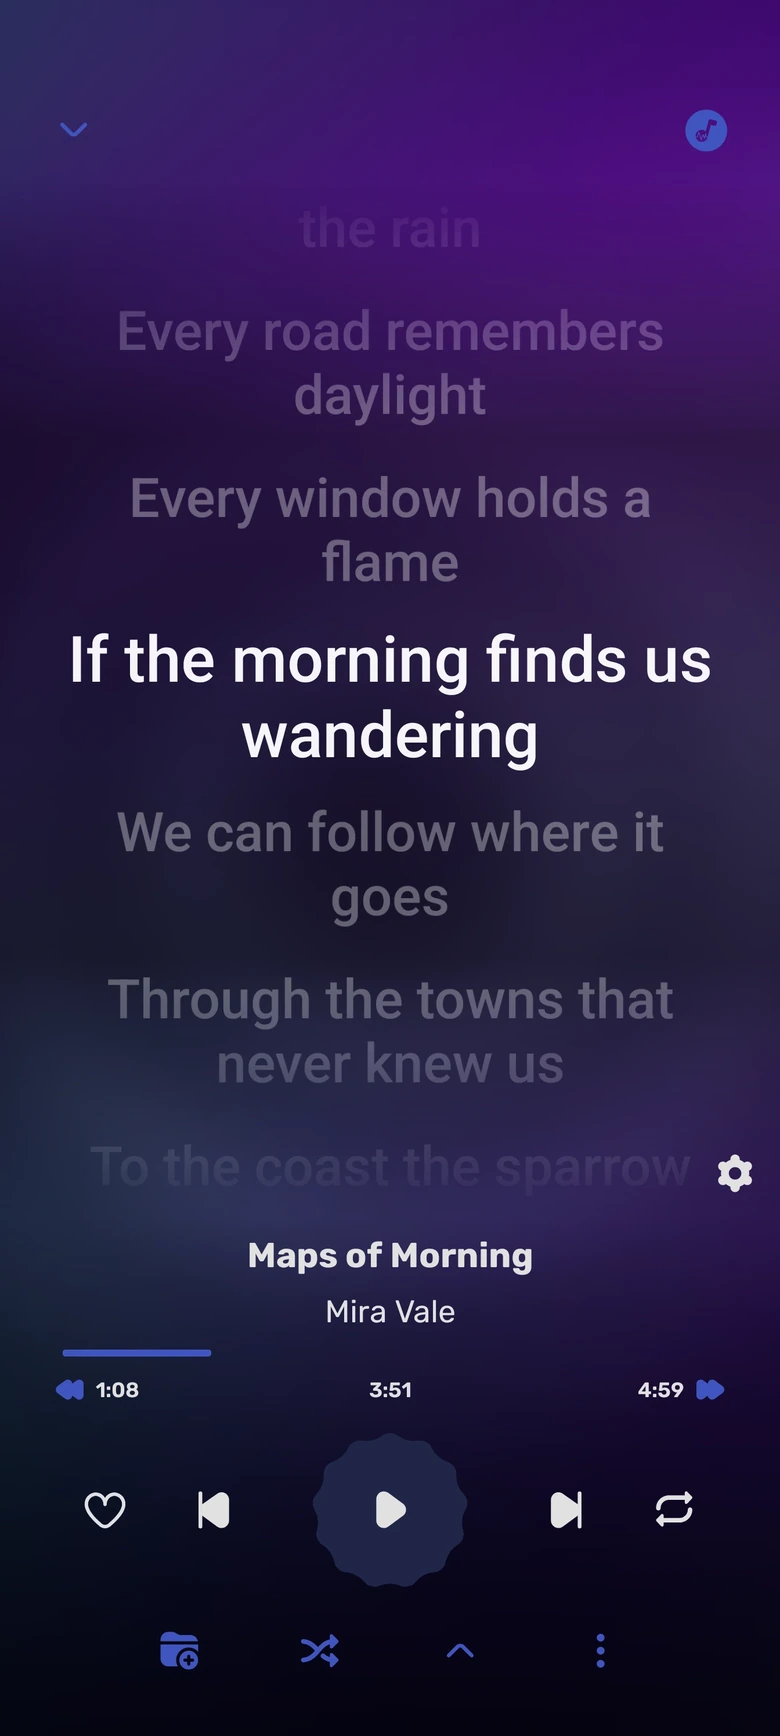 the rain
Every road remembers
daylight
Every window holds a
flame
If the morning finds us
wandering
We can follow where it
goes
Through the towns that
never knew us
To the coast the sparrow
Maps of Morning
Mira Vale
1:08 3:51 4:59